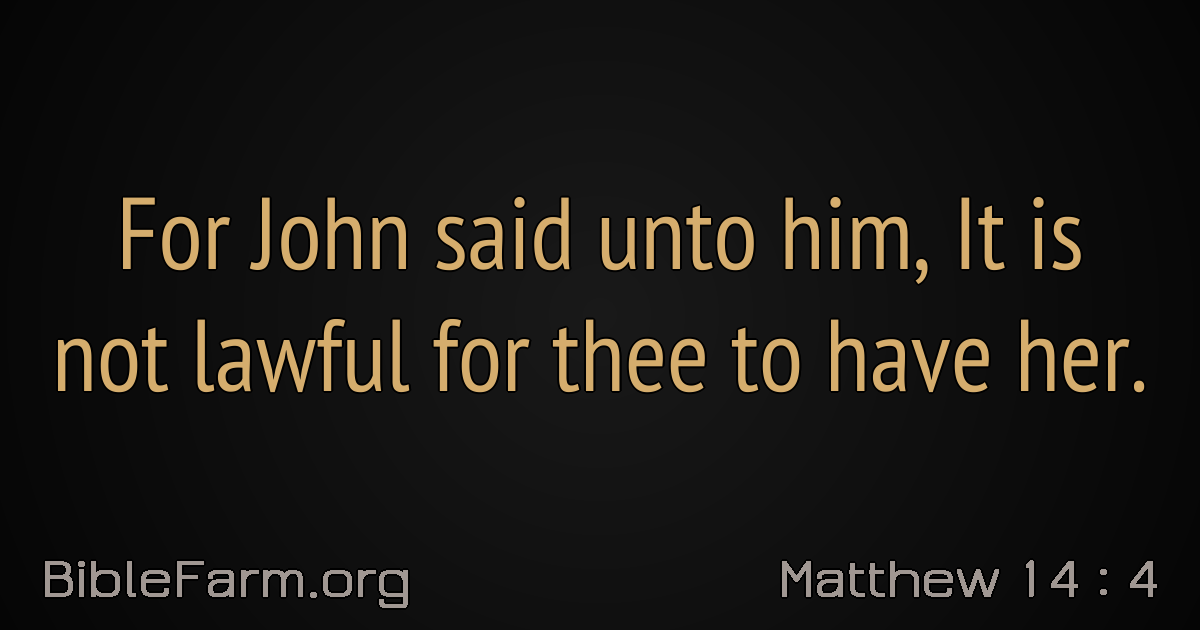 For John said unto him, It is
not lawful for thee to have her.
BibleFarm.org
Matthew 14 : 4